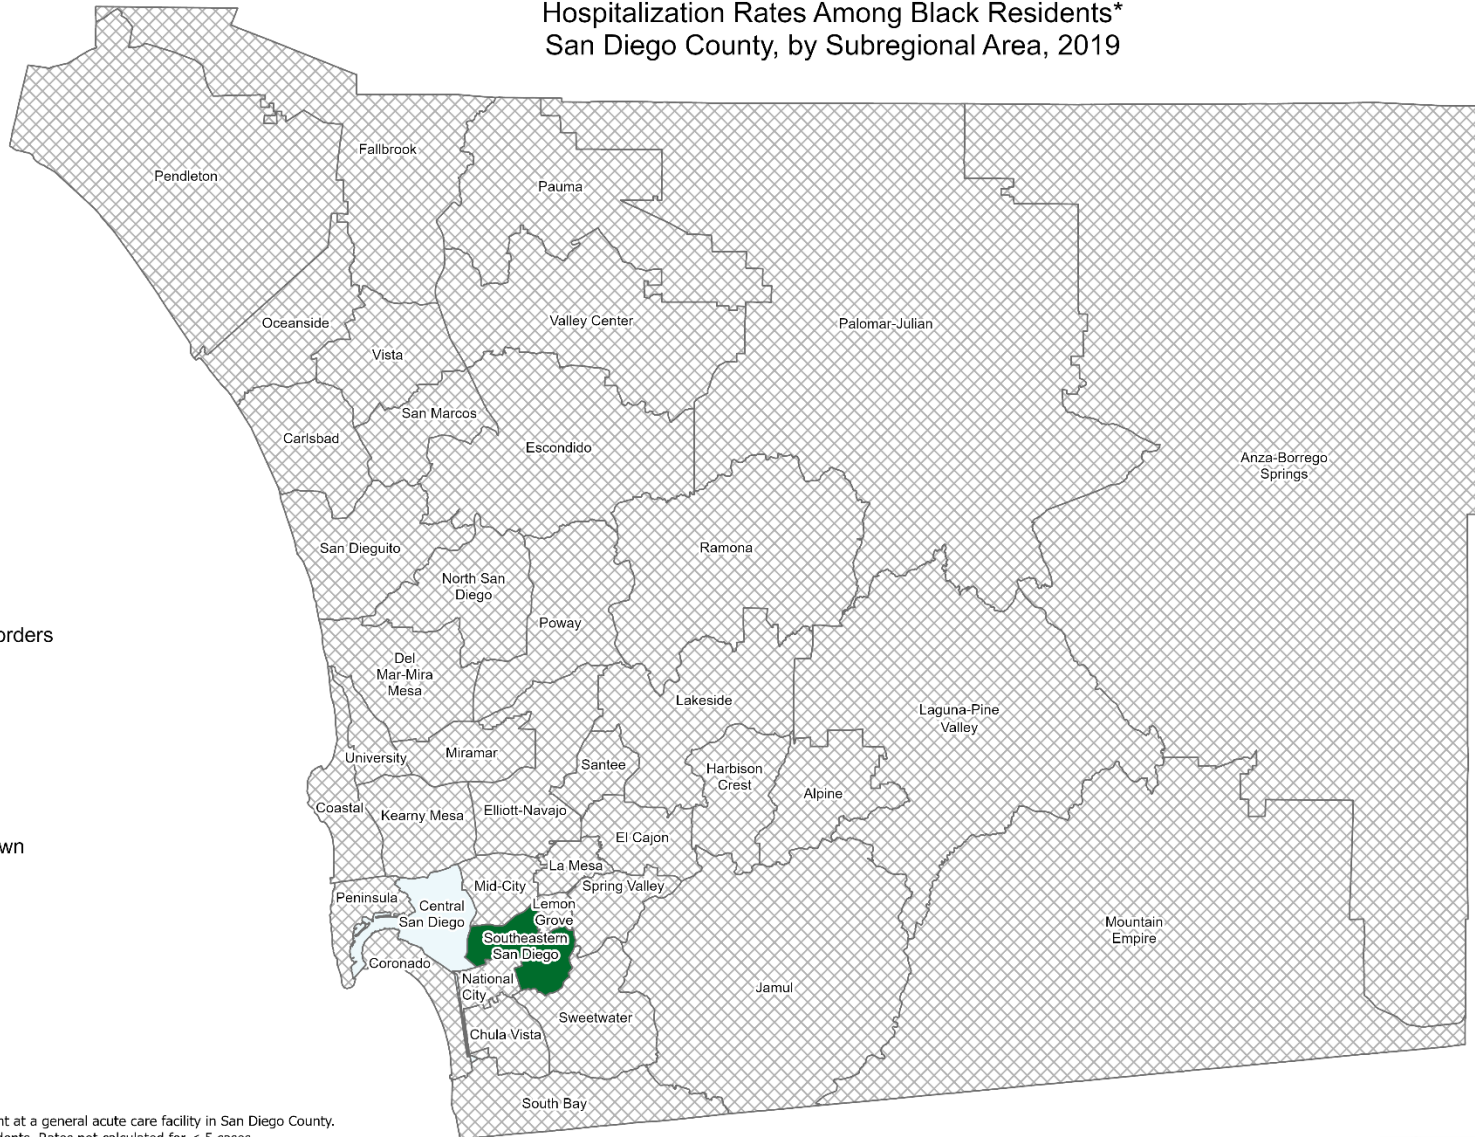 Hospitalization Rates Among Black Residents*
San Diego County, by Subregional Area, 2019
Fallbrook
Pendleton
Pauma
Oceanside
Valley Center
Palomar-Julian
Vista
San Marcos
Carlsbad
Escondido
Anza-Borrego
Springs
San Dieguito
Ramona
North San
Diego
Poway
orders
Del
Mar-Mira
Mesa
Lakeside
Laguna-Pine
Valley
University
Miramar
Santee
Harbison
Crest
Alpine
Coastal
Kearny Mesa
Elliott-Navajo
El Cajon
wn
La Mesa
Mid-City
Spring Valley
Peninsula
Central
San Diego
Lemon
Grove
Mountain
Empire
Southeastern
San Diego
Coronado
National
City
Jamul
Sweetwater
Chula Vista
South Bay
nt at a general acute care facility in San Diego County.